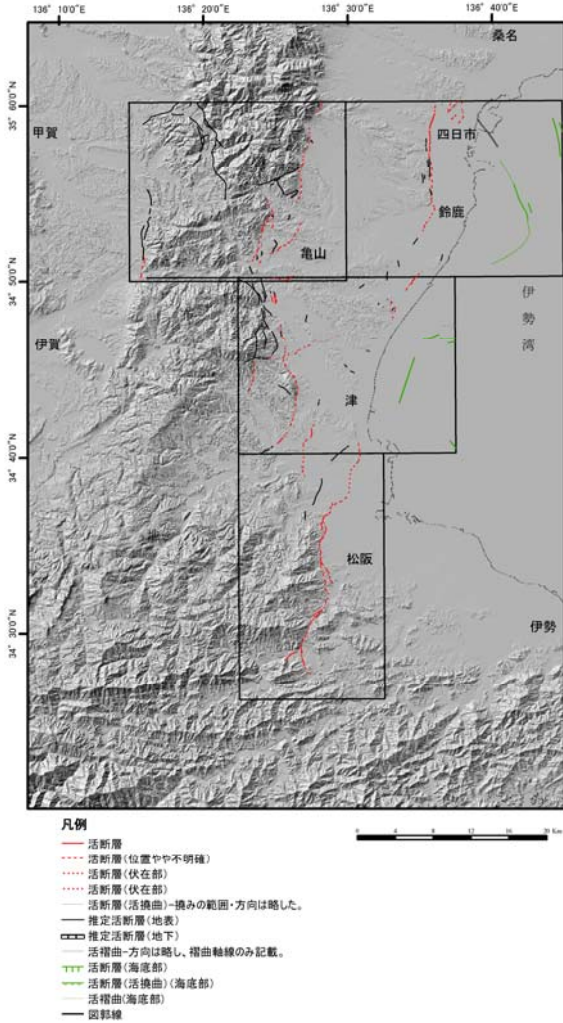 136° 10'0"E
136° 20'0"E
136° 30'0"E
136° 40'0"E
桑名
35° 60'0"N
甲賀
四日市
鈴鹿
亀山
34° 50'0"N
伊勢湾
伊賀
津
34° 40'0"N
松阪
34° 30'0"N
伊勢
凡例
0 4 8 12 16 20 Km
活断層
活断層(位置やや不明確)
活断層(伏在部)
活断層(伏在部)
活断層(活撓曲)-撓みの範囲・方向は略した。
推定活断層(地表)
推定活断層(地下)
活褶曲-方向は略し、褶曲軸線のみ記載。
活断層(海底部)
活断層(活撓曲)(海底部)
活褶曲(海底部)
図郭線